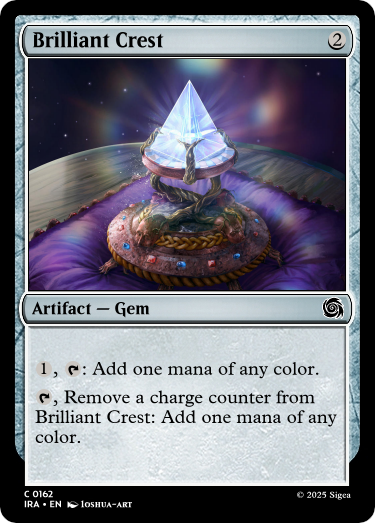 Brilliant Crest 2
Artifact — Gem
1, T: Add one mana of any color.
T, Remove a charge counter from
Brilliant Crest: Add one mana of any
color.
C 0162 © 2025 Sigea
IRA • EN Ioshua-art